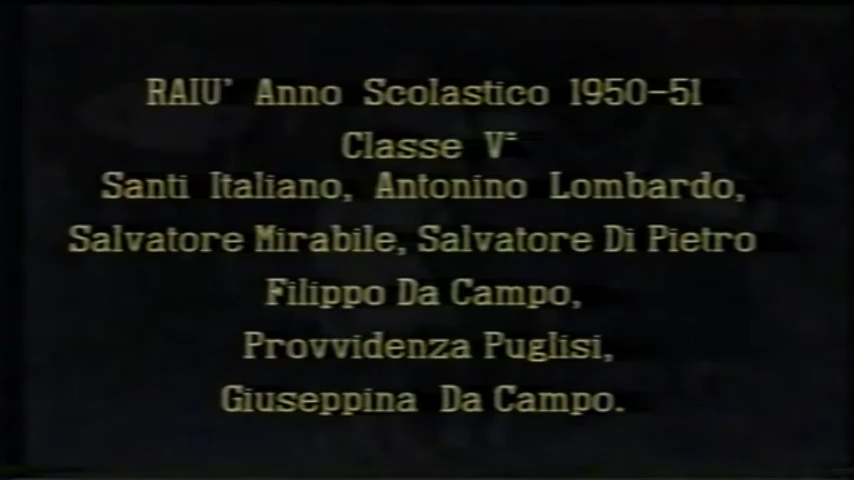 RAIU' Anno Scolastico 1950-51
Classe Vª
Santi Italiano, Antonino Lombardo,
Salvatore Mirabile, Salvatore Di Pietro
Filippo Da Campo,
Provvidenza Puglisi,
Giuseppina Da Campo.